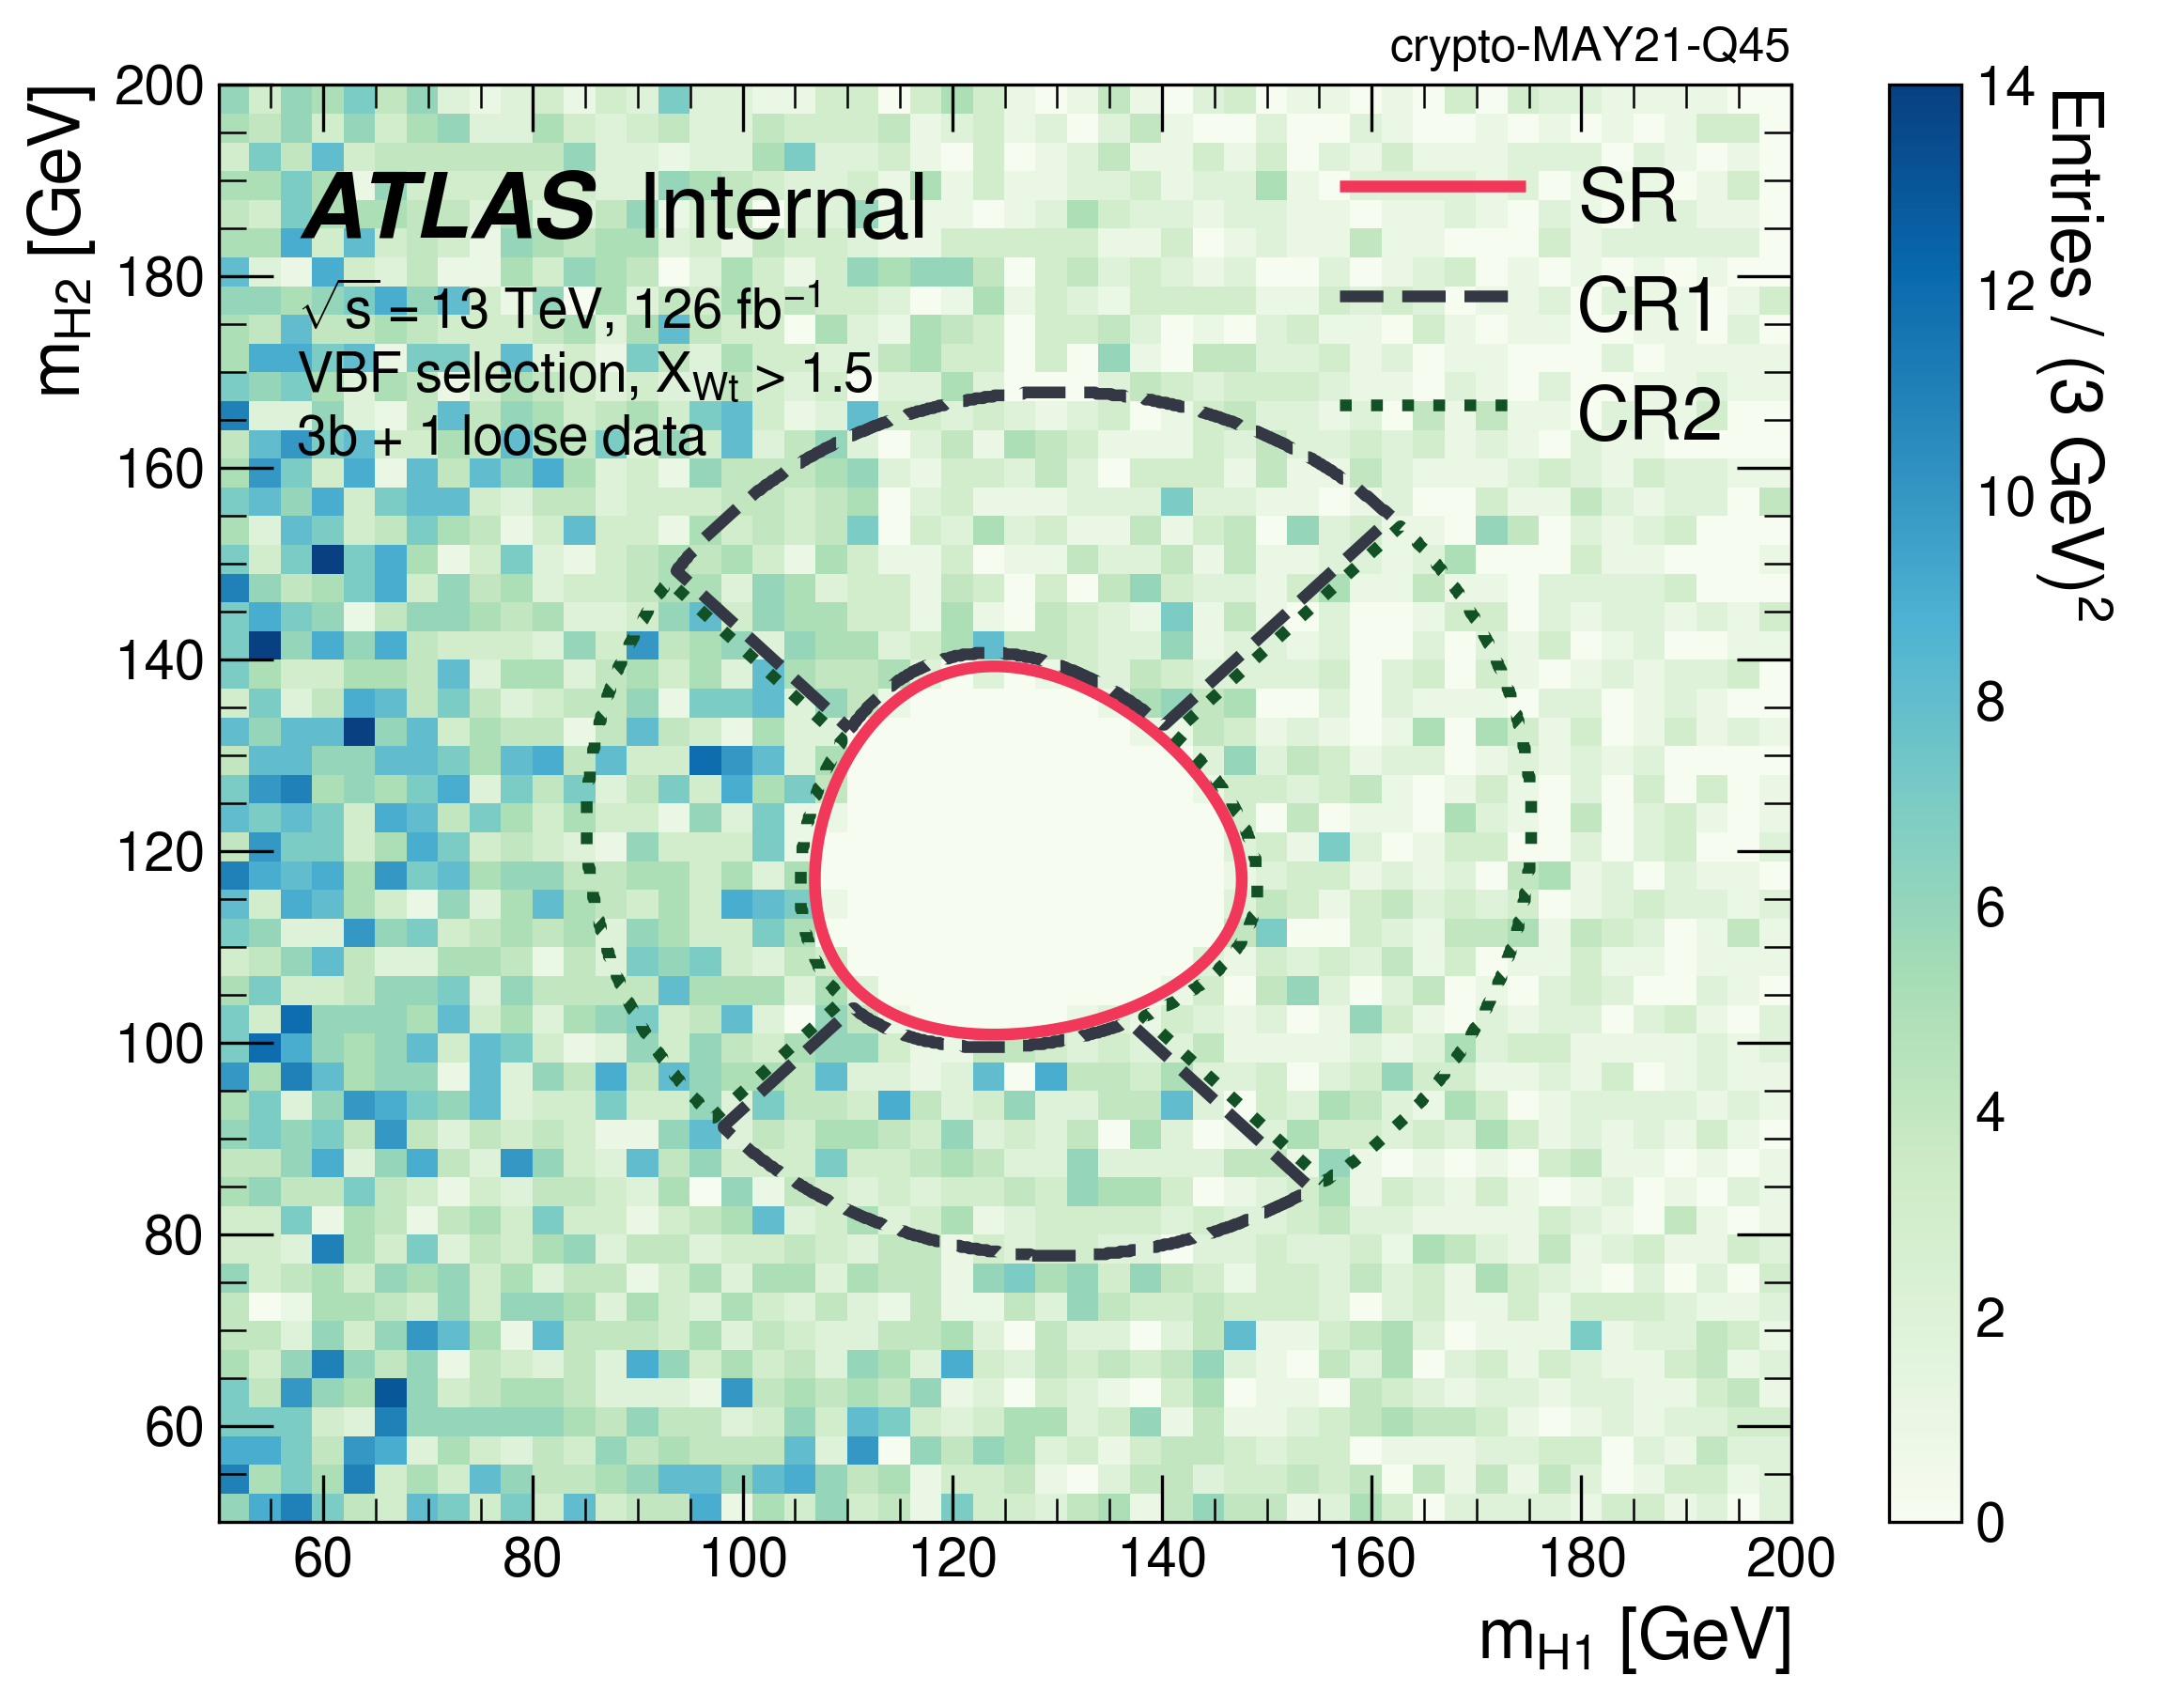 crypto-MAY21-Q45
ATLAS Internal
√s = 13 TeV, 126 fb⁻¹
VBF selection, X_Wt > 1.5
3b + 1 loose data
SR
CR1
CR2
m_H2 [GeV]
200
180
160
140
120
100
80
60
60 80 100 120 140 160 180 200
m_H1 [GeV]
14
12
10
8
6
4
2
0
Entries / (3 GeV)²